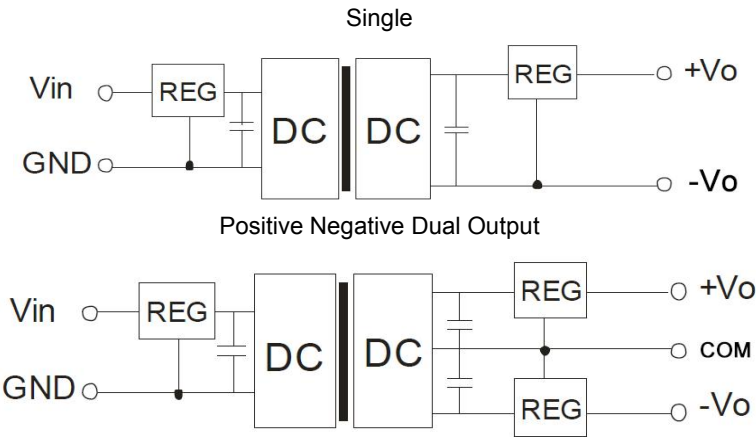 Single
Vin
REG
DC
DC
REG
+Vo
GND
-Vo
Positive Negative Dual Output
Vin
REG
DC
DC
REG
+Vo
COM
GND
REG
-Vo